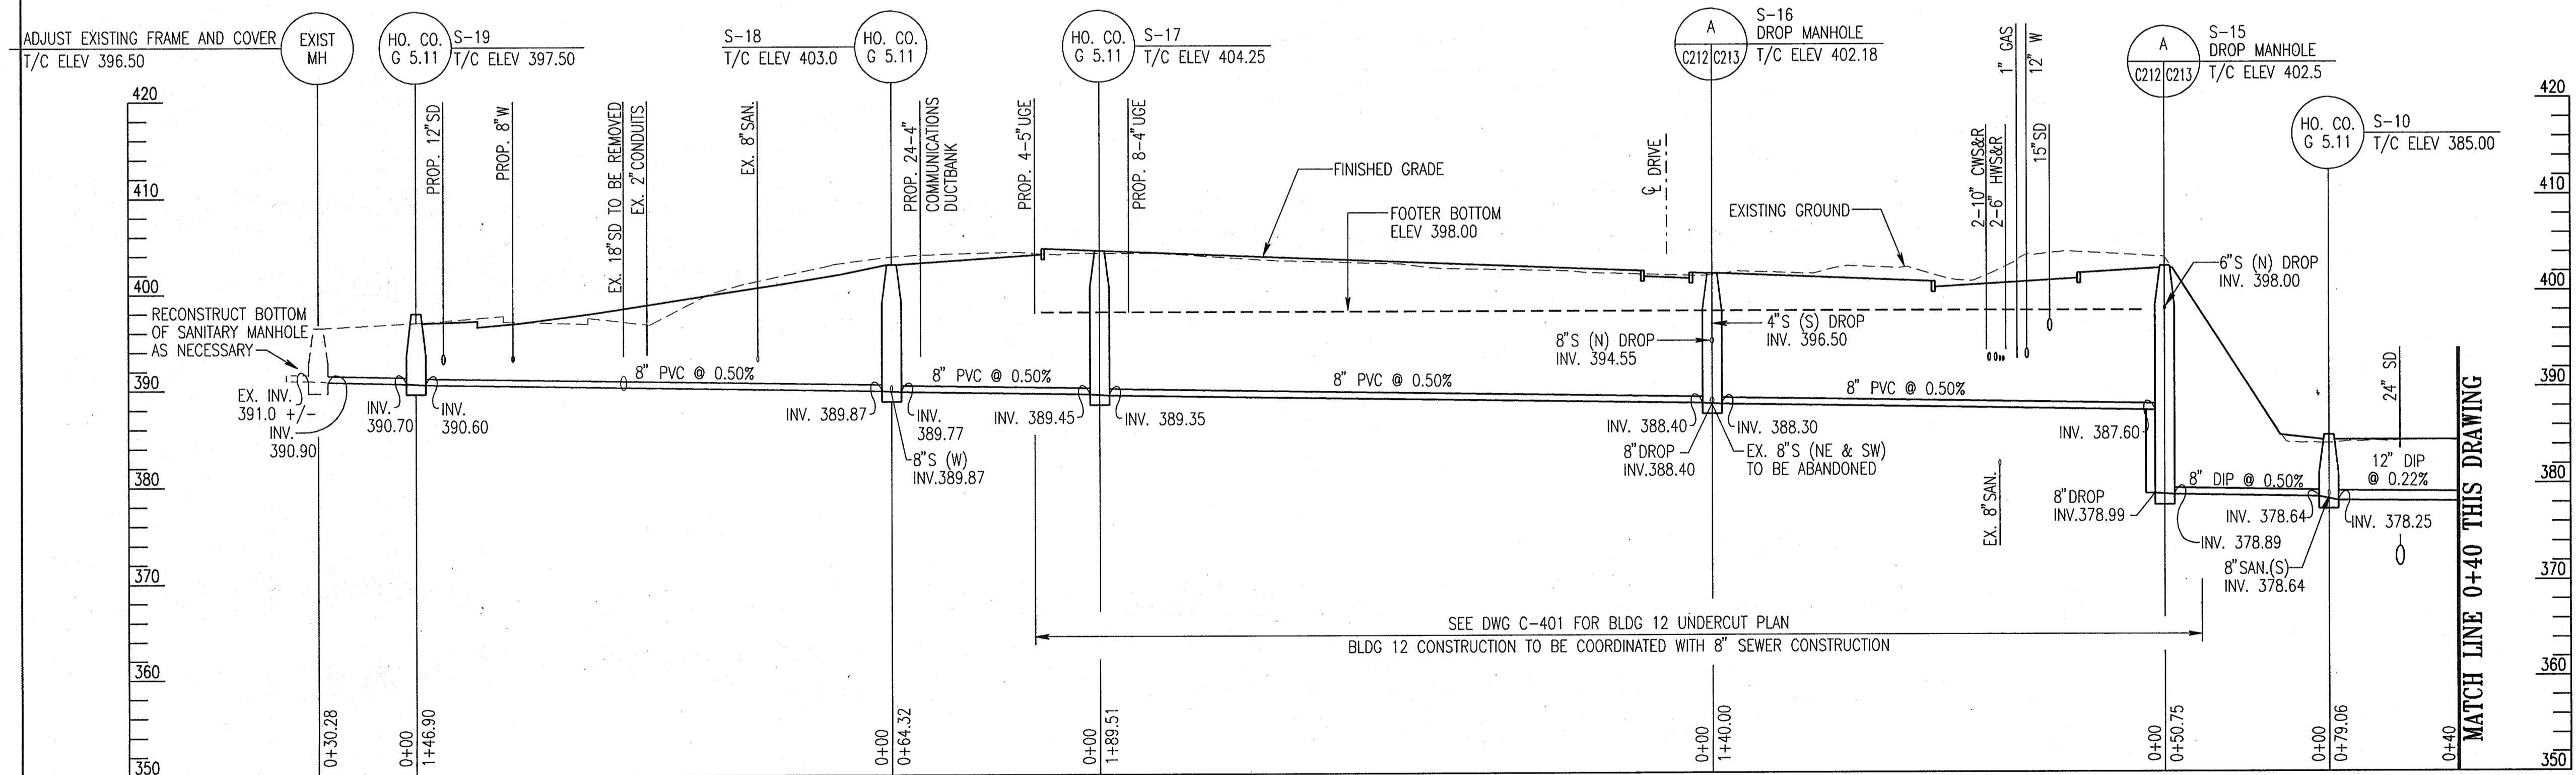 ADJUST EXISTING FRAME AND COVER
T/C ELEV 396.50
EXIST
MH
HO. CO.
G 5.11
S-19
T/C ELEV 397.50
S-18
T/C ELEV 403.0
HO. CO.
G 5.11
HO. CO.
G 5.11
S-17
T/C ELEV 404.25
A
C212 C213
S-16
DROP MANHOLE
T/C ELEV 402.18
A
C212 C213
S-15
DROP MANHOLE
T/C ELEV 402.5
HO. CO.
G 5.11
S-10
T/C ELEV 385.00
420
410
400
390
380
370
360
350
PROP. 12"SD
PROP. 8"W
EX. 18"SD TO BE REMOVED
EX. 2"CONDUITS
EX. 8"SAN.
PROP. 24-4"
COMMUNICATIONS
DUCTBANK
PROP. 4-5"UGE
PROP. 8-4"UGE
FINISHED GRADE
FOOTER BOTTOM
ELEV 398.00
℄ DRIVE
EXISTING GROUND
2-10" CWS&R
2-6" HWS&R
1" GAS
12" W
15"SD
6"S (N) DROP
INV. 398.00
4"S (S) DROP
INV. 396.50
8"S (N) DROP
INV. 394.55
RECONSTRUCT BOTTOM
OF SANITARY MANHOLE
AS NECESSARY
EX. INV.
391.0 +/-
INV.
390.90
INV.
390.70
INV.
390.60
8" PVC @ 0.50%
INV. 389.87
INV.
389.77
8"S (W)
INV.389.87
8" PVC @ 0.50%
INV. 389.45
INV. 389.35
8" PVC @ 0.50%
INV. 388.40
8"DROP
INV.388.40
INV. 388.30
EX. 8"S (NE & SW)
TO BE ABANDONED
8" PVC @ 0.50%
INV. 387.60
EX. 8"SAN.
8"DROP
INV.378.99
8" DIP @ 0.50%
INV. 378.89
INV. 378.64
8"SAN.(S)
INV. 378.64
INV. 378.25
12" DIP
@ 0.22%
24" SD
MATCH LINE 0+40 THIS DRAWING
SEE DWG C-401 FOR BLDG 12 UNDERCUT PLAN
BLDG 12 CONSTRUCTION TO BE COORDINATED WITH 8" SEWER CONSTRUCTION
0+30.28
0+00
1+46.90
0+00
0+64.32
0+00
1+89.51
0+00
1+40.00
0+00
0+50.75
0+00
0+79.06
0+40
420
410
400
390
380
370
360
350